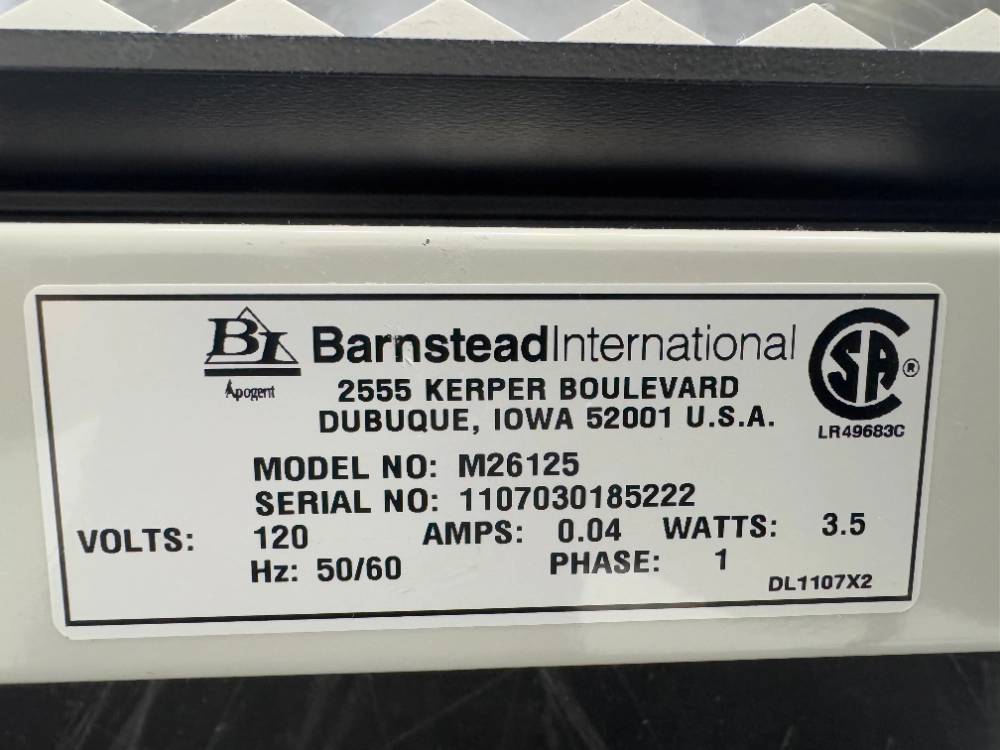 BI BarnsteadInternational
Apogent
2555 KERPER BOULEVARD
DUBUQUE, IOWA 52001 U.S.A.
SA ®
LR49683C
MODEL NO: M26125
SERIAL NO: 1107030185222
VOLTS: 120 AMPS: 0.04 WATTS: 3.5
Hz: 50/60 PHASE: 1
DL1107X2